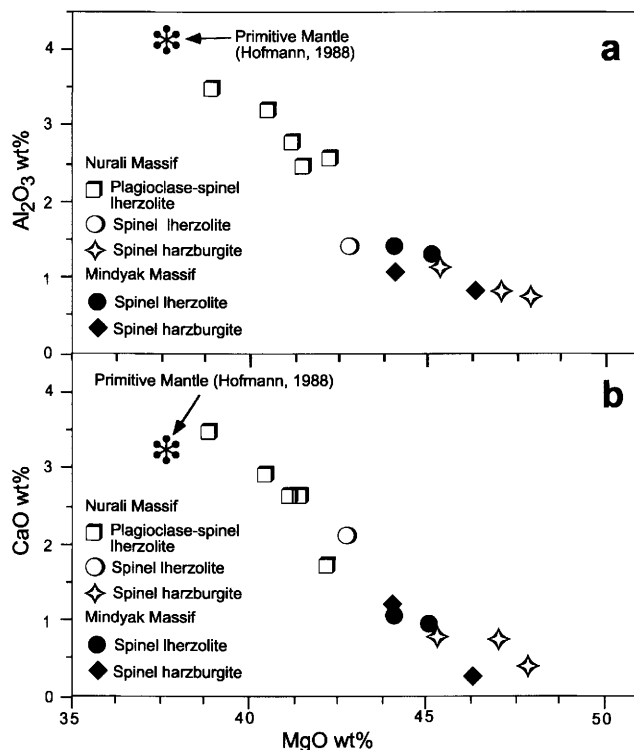 a
Primitive Mantle
(Hofmann, 1988)
4
3
2
1
0
Al₂O₃ wt%
Nurali Massif
Plagioclase-spinel
lherzolite
Spinel lherzolite
Spinel harzburgite
Mindyak Massif
Spinel lherzolite
Spinel harzburgite
b
Primitive Mantle (Hofmann, 1988)
4
3
2
1
0
CaO wt%
Nurali Massif
Plagioclase-spinel
lherzolite
Spinel lherzolite
Spinel harzburgite
Mindyak Massif
Spinel lherzolite
Spinel harzburgite
35 40 45 50
MgO wt%